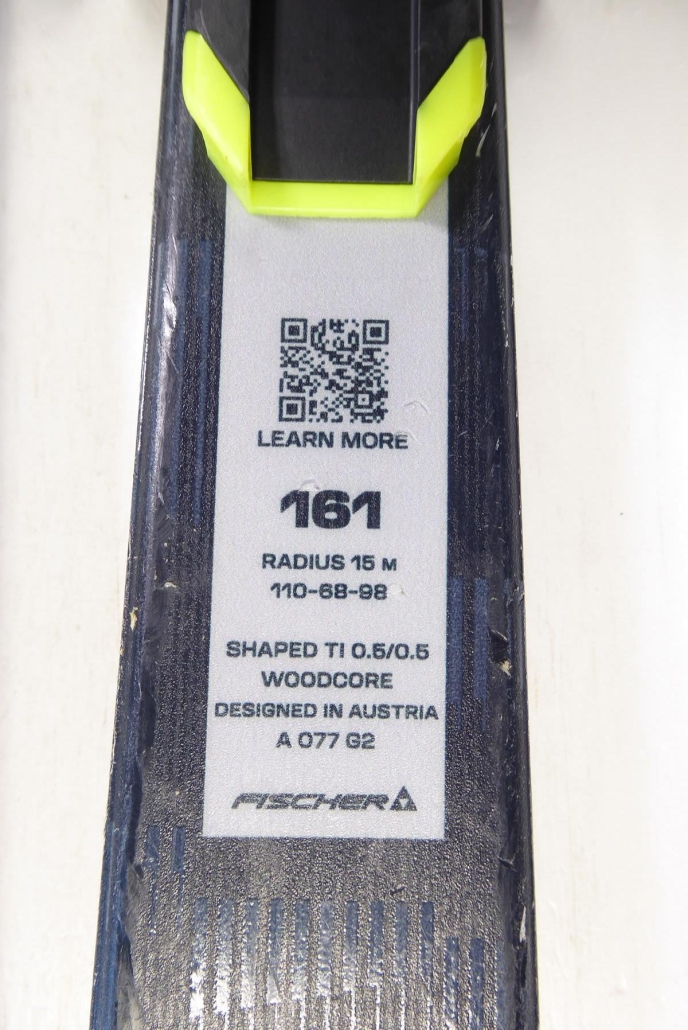 LEARN MORE
161
RADIUS 15 M
110-68-98
SHAPED TI 0.5/0.5
WOODCORE
DESIGNED IN AUSTRIA
A 077 G2
FISCHER